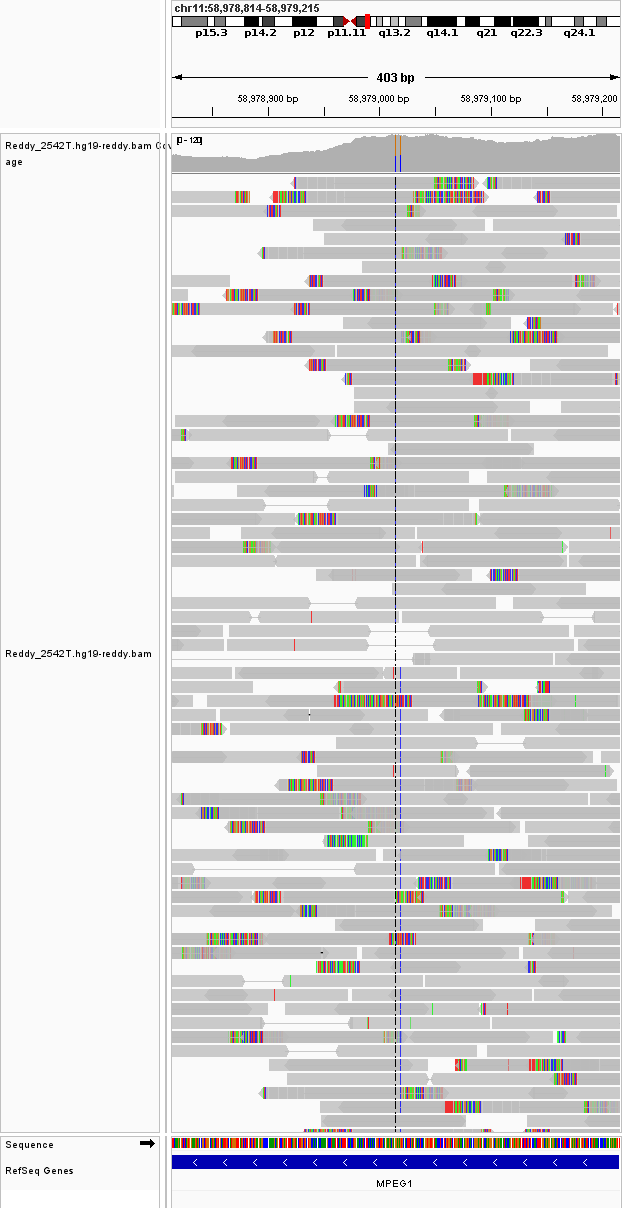 chr11:58,978,814-58,979,215
p15.3 p14.2 p12 p11.11 q13.2 q14.1 q21 q22.3 q24.1
403 bp
58,978,900 bp 58,979,000 bp 58,979,100 bp 58,979,200
Reddy_2542T.hg19-reddy.bam Cov
age
[0 - 120]
Reddy_2542T.hg19-reddy.bam
Sequence
RefSeq Genes
MPEG1